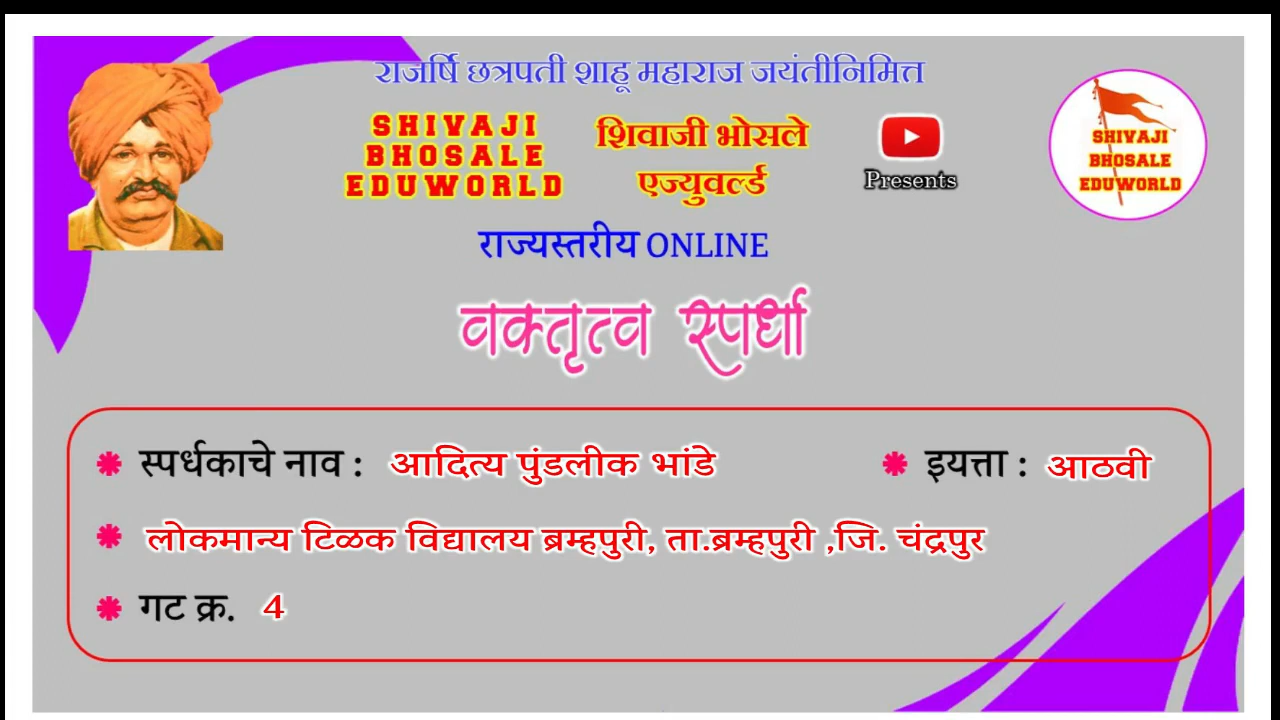 राजर्षि छत्रपती शाहू महाराज जयंतीनिमित्त
SHIVAJI
BHOSALE
EDUWORLD
शिवाजी भोसले
एज्युवर्ल्ड
Presents
SHIVAJI
BHOSALE
EDUWORLD
राज्यस्तरीय ONLINE
वक्तृत्व स्पर्धा
स्पर्धकाचे नाव : आदित्य पुंडलीक भांडे इयत्ता : आठवी
लोकमान्य टिळक विद्यालय ब्रम्हपुरी, ता.ब्रम्हपुरी ,जि. चंद्रपुर
गट क्र. 4